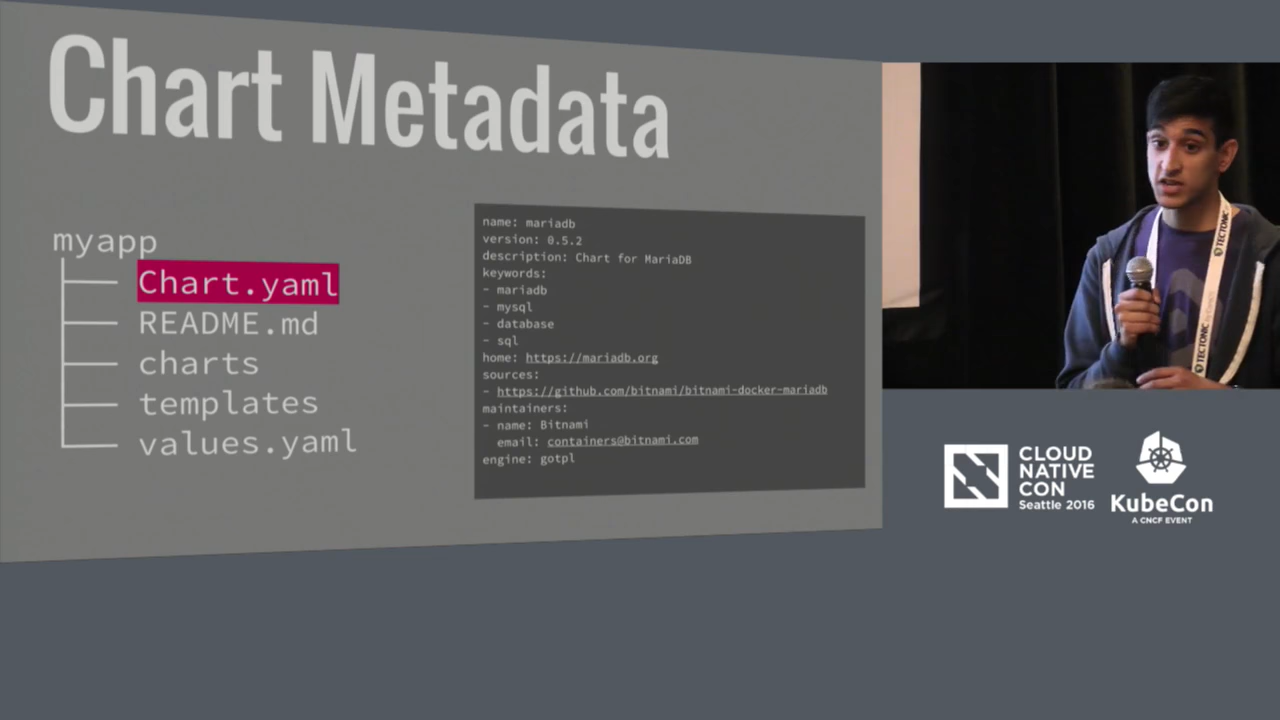 Chart Metadata
myapp
Chart.yaml
README.md
charts
templates
values.yaml
name: mariadb
version: 0.5.2
description: Chart for MariaDB
keywords:
- mariadb
- mysql
- database
- sql
home: https://mariadb.org
sources:
- https://github.com/bitnami/bitnami-docker-mariadb
maintainers:
- name: Bitnami
email: containers@bitnami.com
engine: gotpl
TECTONIC
TECTONIC
CLOUD
NATIVE
CON
Seattle 2016
KubeCon
A CNCF EVENT